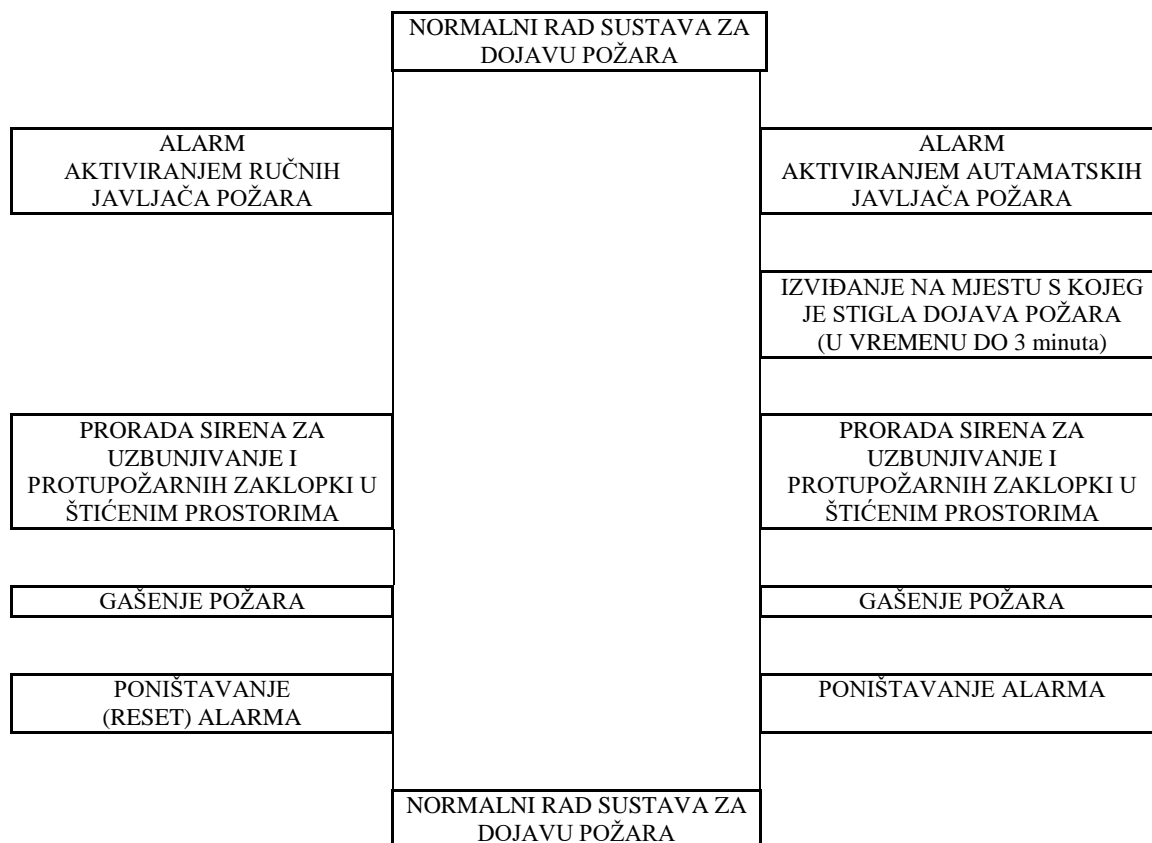 NORMALNI RAD SUSTAVA ZA
DOJAVU POŽARA
ALARM
AKTIVIRANJEM RUČNIH
JAVLJAČA POŽARA
ALARM
AKTIVIRANJEM AUTAMATSKIH
JAVLJAČA POŽARA
IZVIĐANJE NA MJESTU S KOJEG
JE STIGLA DOJAVA POŽARA
(U VREMENU DO 3 minuta)
PRORADA SIRENA ZA
UZBUNJIVANJE I
PROTUPOŽARNIH ZAKLOPKI U
ŠTIĆENIM PROSTORIMA
PRORADA SIRENA ZA
UZBUNJIVANJE I
PROTUPOŽARNIH ZAKLOPKI U
ŠTIĆENIM PROSTORIMA
GAŠENJE POŽARA
GAŠENJE POŽARA
PONIŠTAVANJE
(RESET) ALARMA
PONIŠTAVANJE ALARMA
NORMALNI RAD SUSTAVA ZA
DOJAVU POŽARA